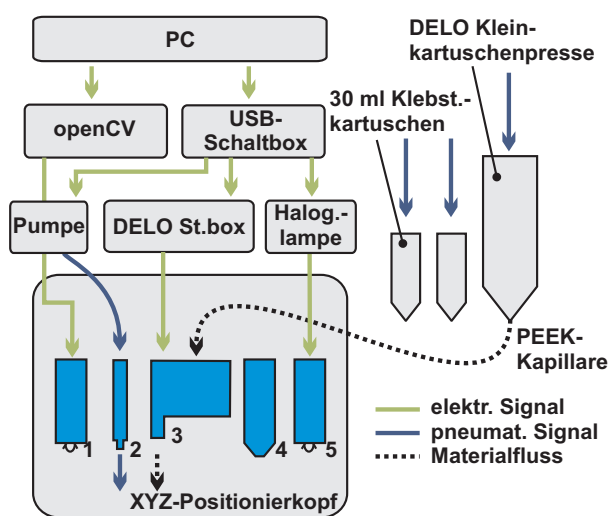 PC
DELO Klein-
kartuschenpresse
30 ml Klebst.-
kartuschen
openCV
USB-
Schaltbox
Pumpe
DELO St.box
Halog.-
lampe
PEEK-
Kapillare
1
2
3
4
5
XYZ-Positionierkopf
elektr. Signal
pneumat. Signal
Materialfluss